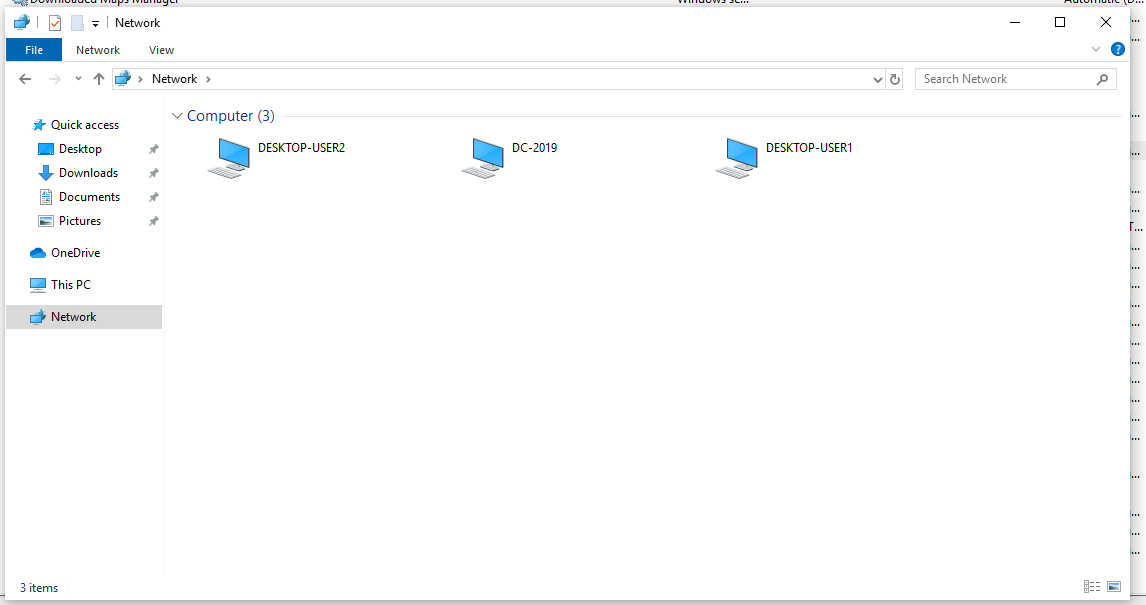 Downloaded Maps Manager
Windows se...
Automatic (D...
Network
File
Network
View
Network
Search Network
Quick access
Desktop
Downloads
Documents
Pictures
OneDrive
This PC
Network
Computer (3)
DESKTOP-USER2
DC-2019
DESKTOP-USER1
3 items